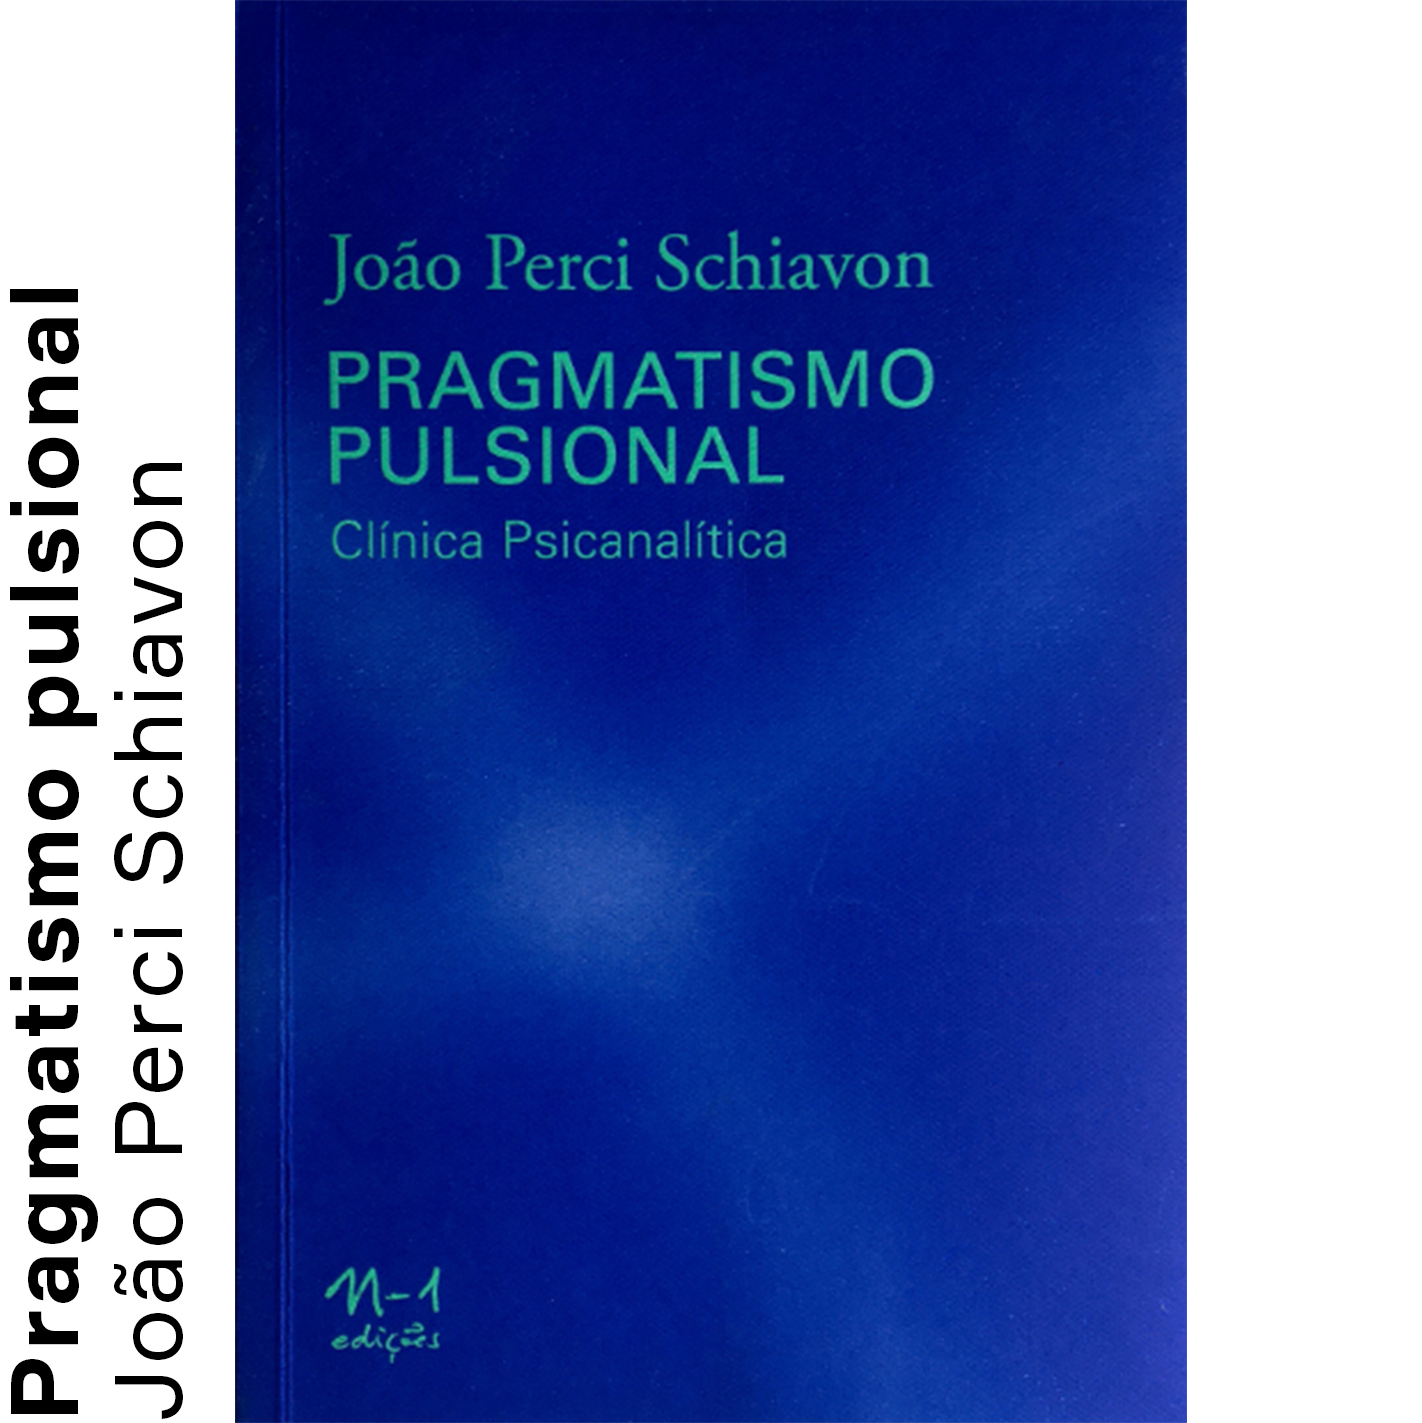 Pragmatismo pulsional
João Perci Schiavon
João Perci Schiavon
PRAGMATISMO
PULSIONAL
Clínica Psicanalítica
n-1
edições